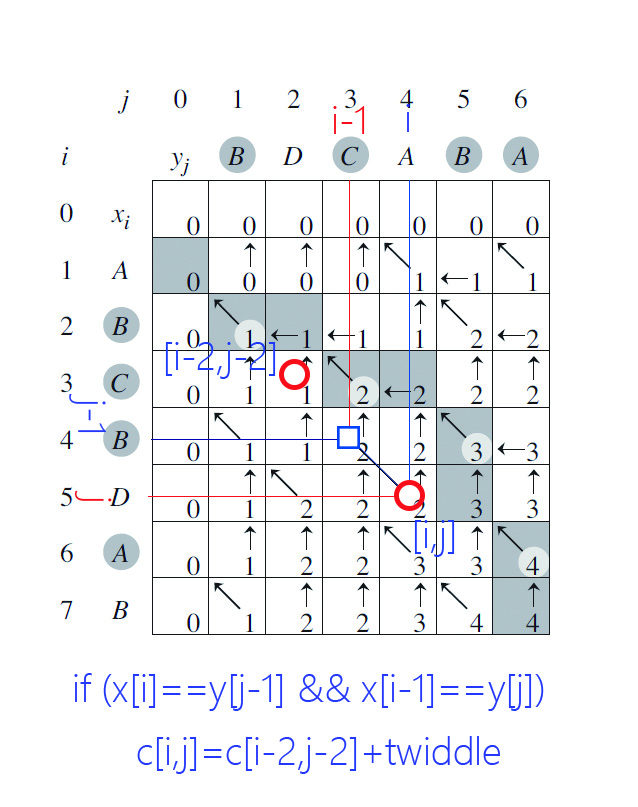 j 0 1 2 3 4 5 6
i-1 i
i yj B D C A B A
0 xi 0 0 0 0 0 0 0
1 A 0 0 0 0 1 1 1
2 B 0 1 1 1 1 2 2
[i-2,j-2]
3 C 0 1 1 2 2 2 2
j-1
4 B 0 1 1 2 2 3 3
5 j D 0 1 2 2 2 3 3
[i,j]
6 A 0 1 2 2 3 3 4
7 B 0 1 2 2 3 4 4
if (x[i]==y[j-1] && x[i-1]==y[j])
c[i,j]=c[i-2,j-2]+twiddle